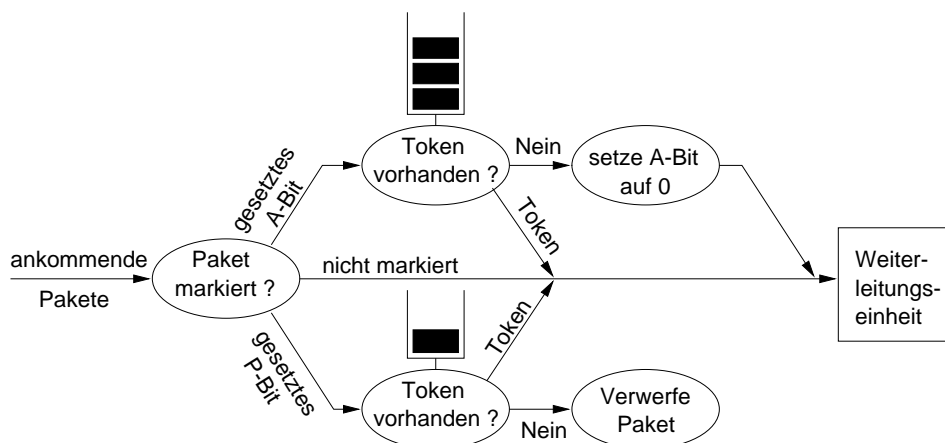 Token
vorhanden ?
Nein
setze A-Bit
auf 0
gesetztes
A-Bit
Token
ankommende
Pakete
Paket
markiert ?
nicht markiert
Weiter-
leitungs-
einheit
gesetztes
P-Bit
Token
Token
vorhanden ?
Nein
Verwerfe
Paket